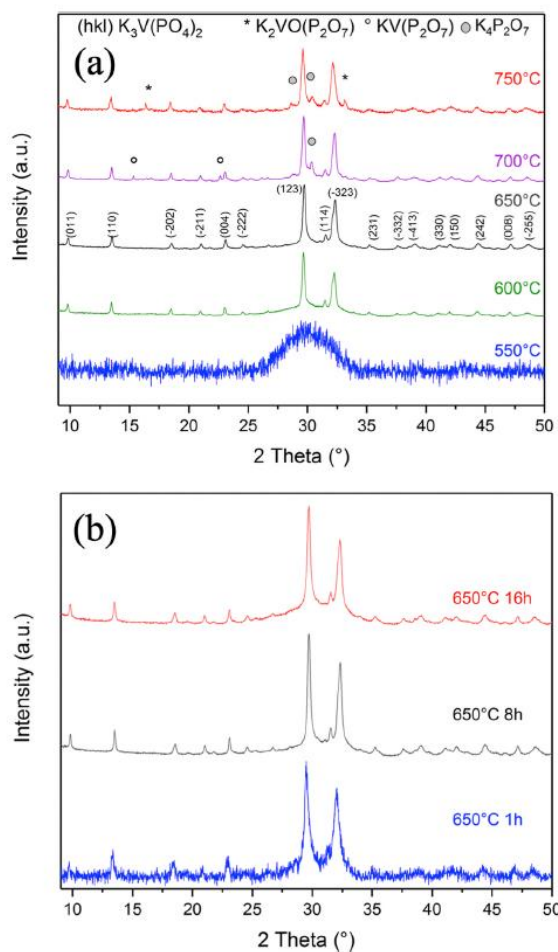 (hkl) K₃V(PO₄)₂ * K₂VO(P₂O₇) ° KV(P₂O₇) K₄P₂O₇
(a)
750°C
700°C
650°C
600°C
550°C
(011)
(110)
(-202)
(-211)
(004)
(-222)
(123)
(114)
(-323)
(231)
(-332)
(-413)
(330)
(150)
(242)
(008)
(-255)
Intensity (a.u.)
10 15 20 25 30 35 40 45 50
2 Theta (°)
(b)
650°C 16h
650°C 8h
650°C 1h
Intensity (a.u.)
10 15 20 25 30 35 40 45 50
2 Theta (°)